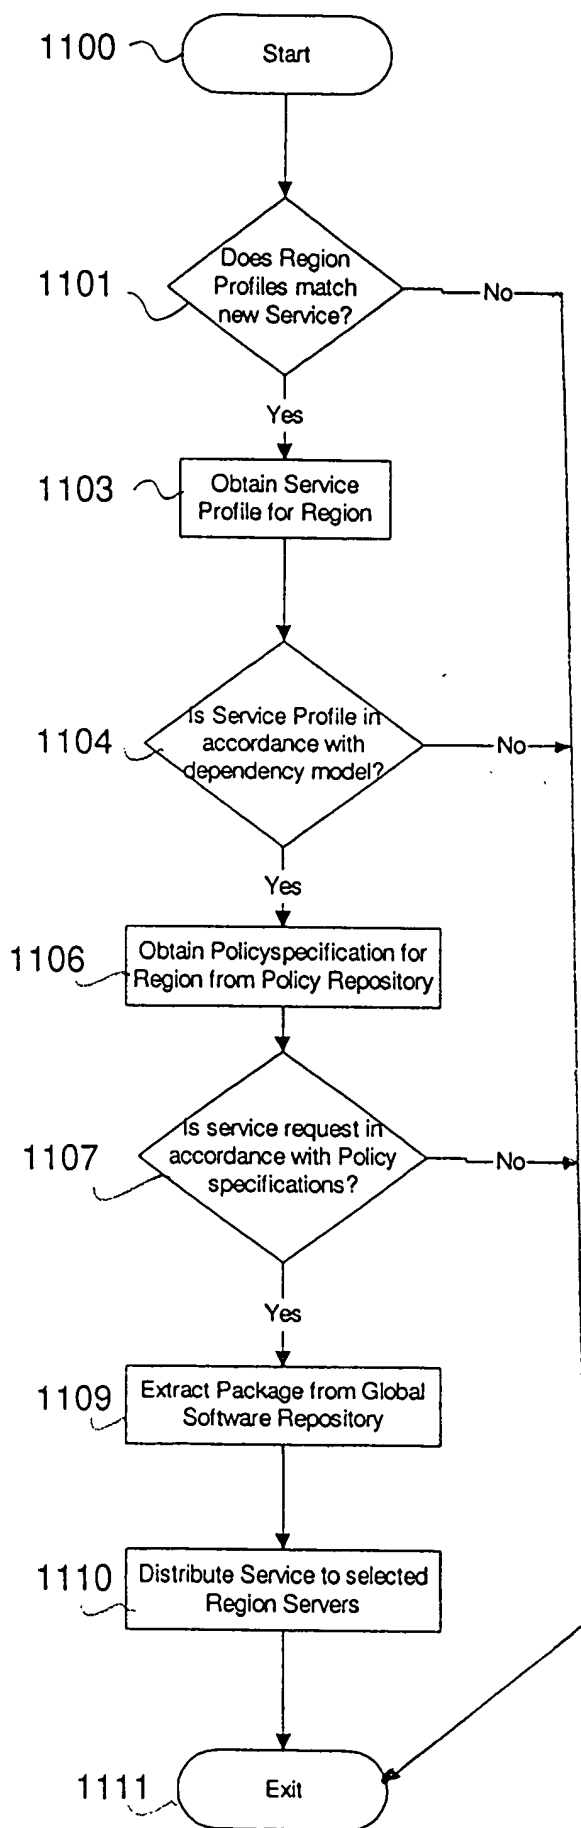 1100
Start
Does Region
Profiles match
new Service?
1101
No
Yes
1103
Obtain Service
Profile for Region
Is Service Profile in
accordance with
dependency model?
1104
No
Yes
1106
Obtain Policyspecification for
Region from Policy Repository
Is service request in
accordance with Policy
specifications?
1107
No
Yes
1109
Extract Package from Global
Software Repository
1110
Distribute Service to selected
Region Servers
1111
Exit